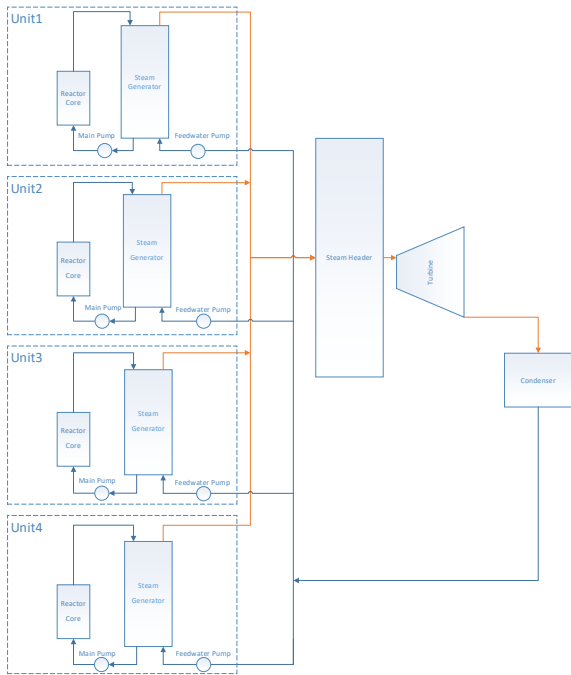 Unit1
Steam
Generator
Reactor
Core
Main Pump
Feedwater Pump
Unit2
Steam
Generator
Reactor
Core
Main Pump
Feedwater Pump
Steam Header
Turbine
Unit3
Steam
Generator
Reactor
Core
Main Pump
Feedwater Pump
Condenser
Unit4
Steam
Generator
Reactor
Core
Main Pump
Feedwater Pump